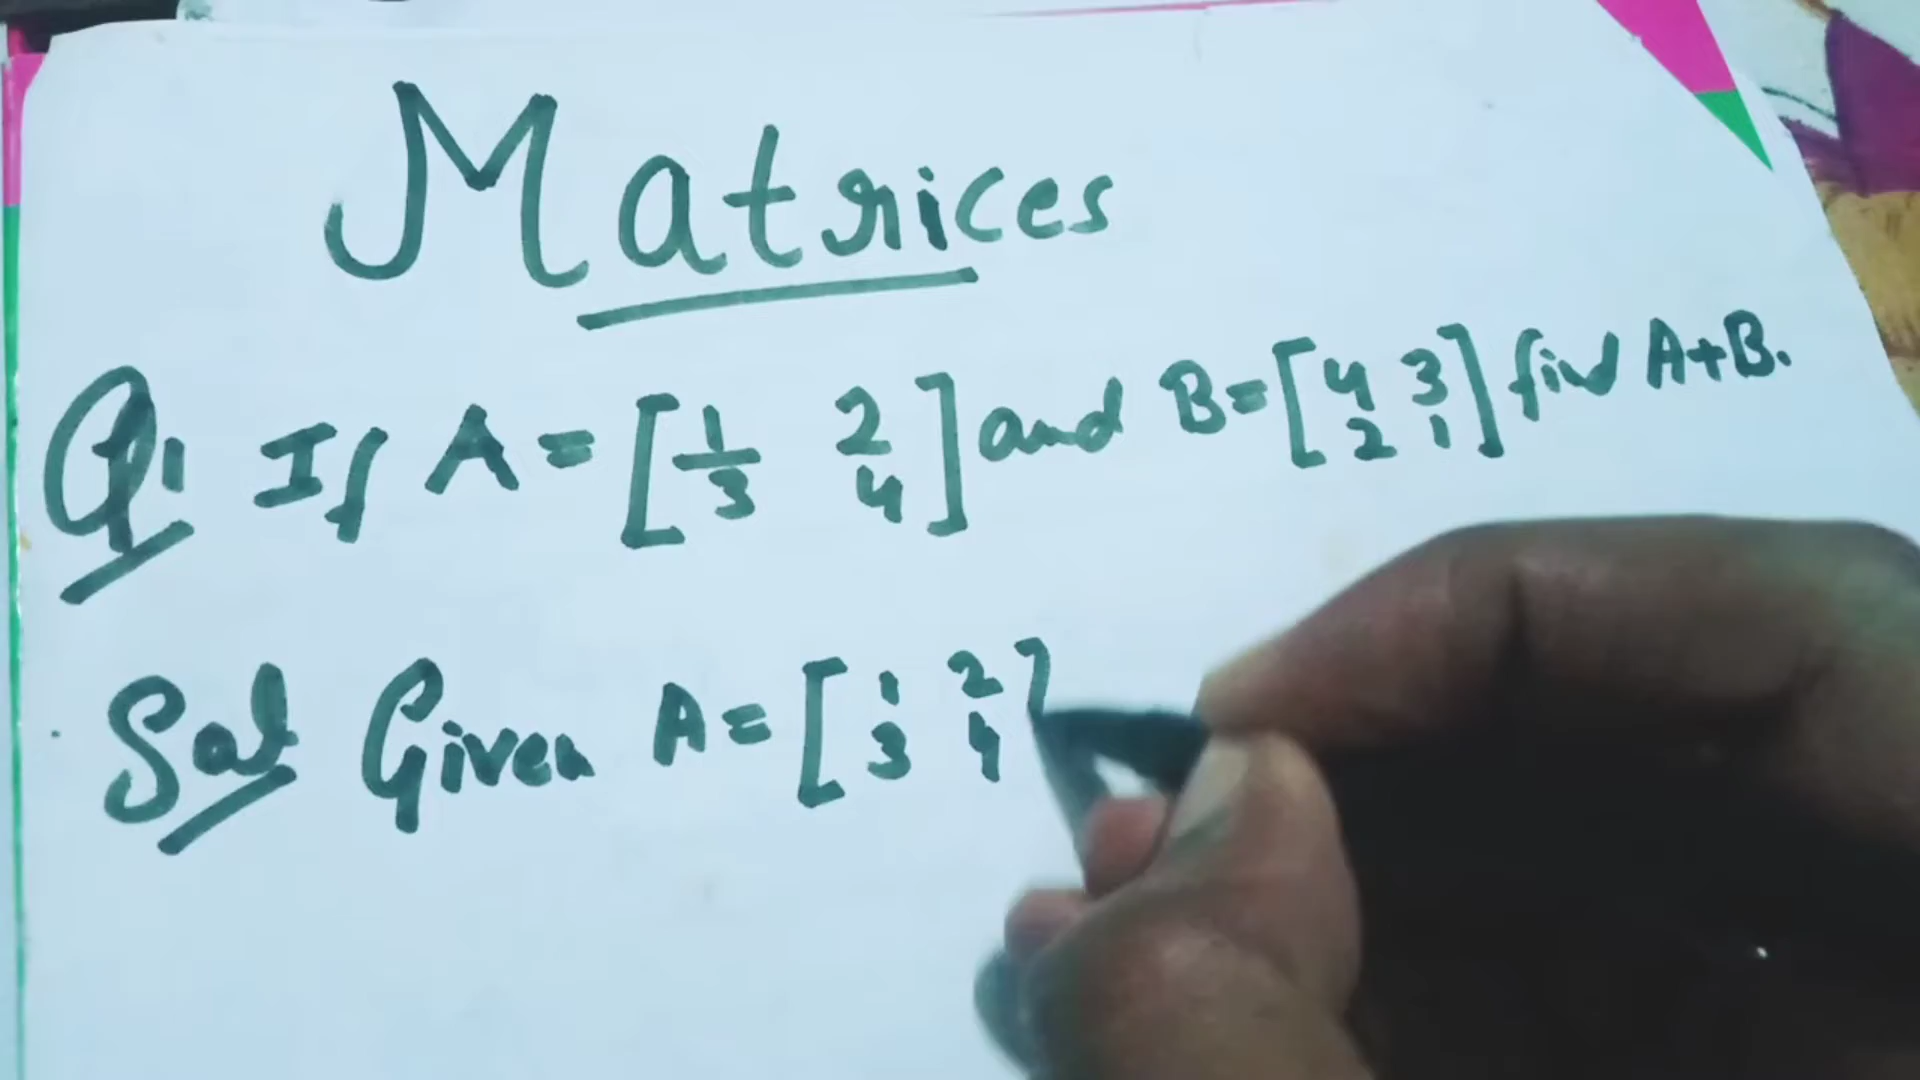 Matrices
Q1 If A = [1 2 3 4] and B = [4 3 2 1] find A+B.
Sol Given A = [1 2 3 4]